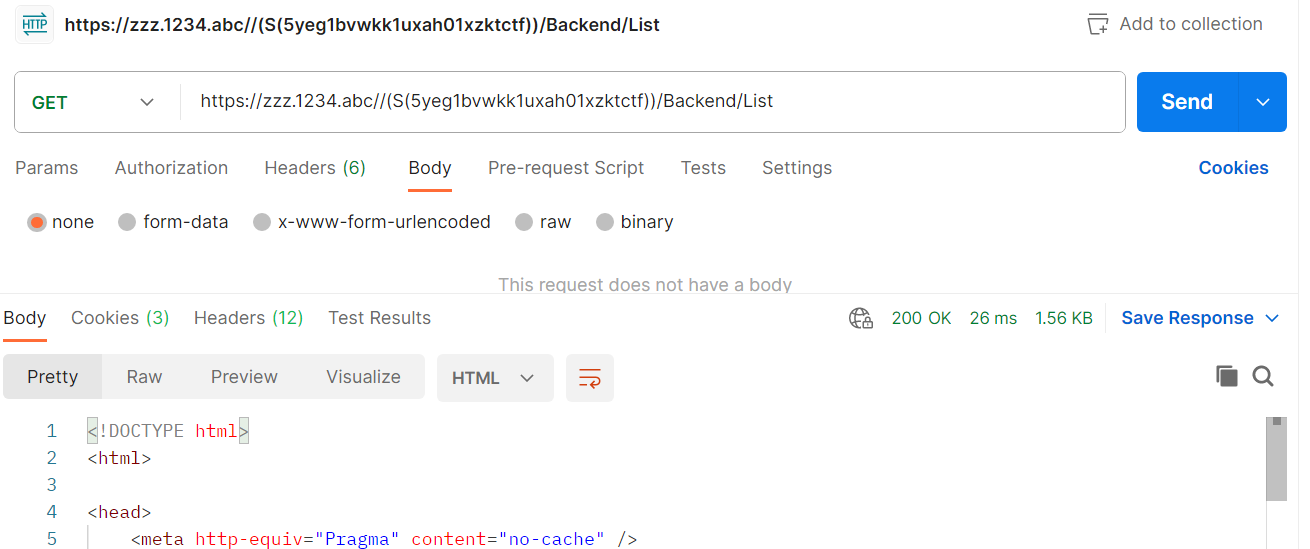 HTTP https://zzz.1234.abc//(S(5yeg1bvwkk1uxah01xzktctf))/Backend/List Add to collection
GET https://zzz.1234.abc//(S(5yeg1bvwkk1uxah01xzktctf))/Backend/List Send
Params Authorization Headers (6) Body Pre-request Script Tests Settings Cookies
none form-data x-www-form-urlencoded raw binary
This request does not have a body
Body Cookies (3) Headers (12) Test Results 200 OK 26 ms 1.56 KB Save Response
Pretty Raw Preview Visualize HTML
1 <!DOCTYPE html>
2 <html>
3
4 <head>
5 <meta http-equiv="Pragma" content="no-cache" />